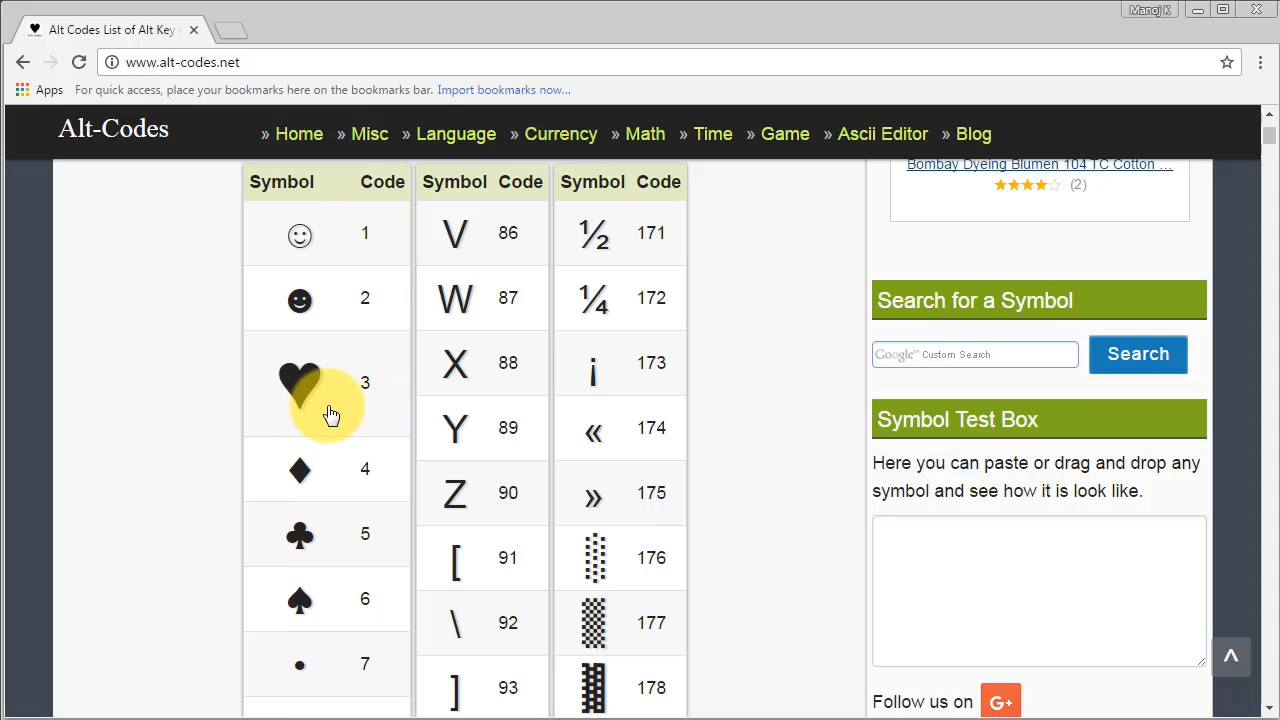 Manoj K
Alt Codes List of Alt Key
www.alt-codes.net
Apps For quick access, place your bookmarks here on the bookmarks bar. Import bookmarks now...
Alt-Codes » Home » Misc » Language » Currency » Math » Time » Game » Ascii Editor » Blog
Bombay Dyeing Blumen 104 TC Cotton ...
★★★★☆ (2)
Symbol Code Symbol Code Symbol Code
☺ 1 V 86 ½ 171
☻ 2 W 87 ¼ 172
♥ 3 X 88 ¡ 173
♦ 4 Y 89 « 174
♣ 5 Z 90 » 175
♠ 6 [ 91 ░ 176
• 7 \ 92 ▒ 177
] 93 ▓ 178
Search for a Symbol
Google™ Custom Search Search
Symbol Test Box
Here you can paste or drag and drop any
symbol and see how it is look like.
^
Follow us on G+